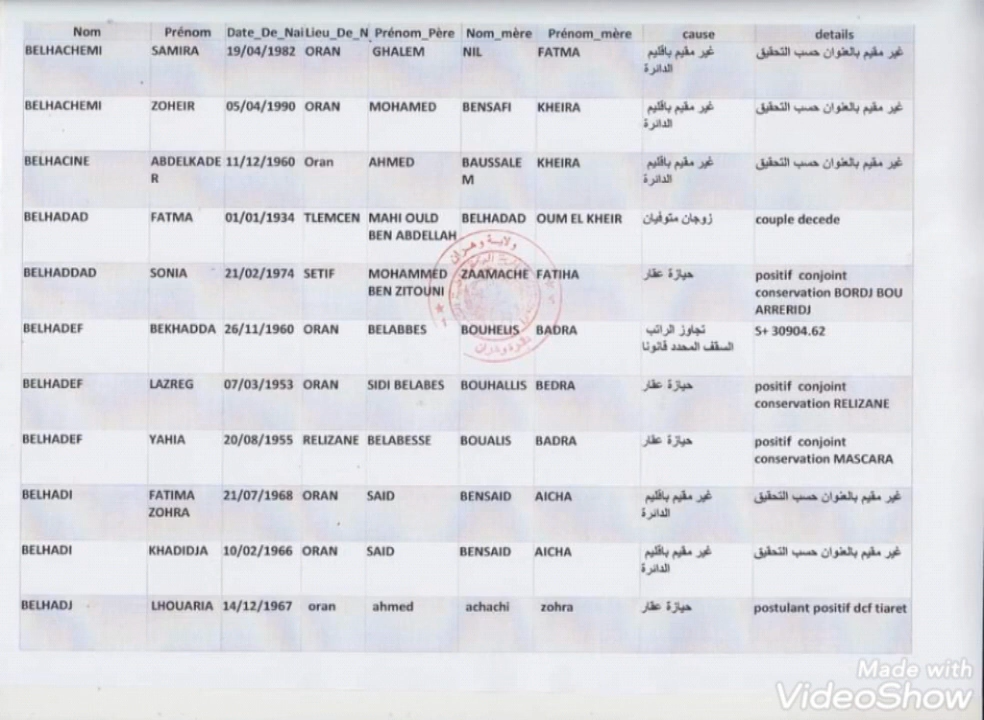 Nom Prénom Date_De_Nai Lieu_De_N Prénom_Père Nom_mère Prénom_mère cause details
BELHACHEMI SAMIRA 19/04/1982 ORAN GHALEM NIL FATMA غير مقيم باقليم غير مقيم بالعنوان حسب التحقيق
الدائرة
BELHACHEMI ZOHEIR 05/04/1990 ORAN MOHAMED BENSAFI KHEIRA غير مقيم باقليم غير مقيم بالعنوان حسب التحقيق
الدائرة
BELHACINE ABDELKADE 11/12/1960 Oran AHMED BAUSSALE KHEIRA غير مقيم باقليم غير مقيم بالعنوان حسب التحقيق
R M الدائرة
BELHADAD FATMA 01/01/1934 TLEMCEN MAHI OULD BELHADAD OUM EL KHEIR زوجان متوفيان couple decede
BEN ABDELLAH
ولاية وهران
BELHADDAD SONIA 21/02/1974 SETIF MOHAMMED ZAAMACHE FATIHA حيازة عقار positif conjoint
BEN ZITOUNI conservation BORDJ BOU
ARRERIDJ
BELHADEF BEKHADDA 26/11/1960 ORAN BELABBES BOUHELIS BADRA تجاوز الراتب S+ 30904.62
السقف المحدد قانونا
دائرة وهران
BELHADEF LAZREG 07/03/1953 ORAN SIDI BELABES BOUHALLIS BEDRA حيازة عقار positif conjoint
conservation RELIZANE
BELHADEF YAHIA 20/08/1955 RELIZANE BELABESSE BOUALIS BADRA حيازة عقار positif conjoint
conservation MASCARA
BELHADI FATIMA 21/07/1968 ORAN SAID BENSAID AICHA غير مقيم باقليم غير مقيم بالعنوان حسب التحقيق
ZOHRA الدائرة
BELHADI KHADIDJA 10/02/1966 ORAN SAID BENSAID AICHA غير مقيم باقليم غير مقيم بالعنوان حسب التحقيق
الدائرة
BELHADJ LHOUARIA 14/12/1967 oran ahmed achachi zohra حيازة عقار postulant positif dcf tiaret
Made with
VideoShow